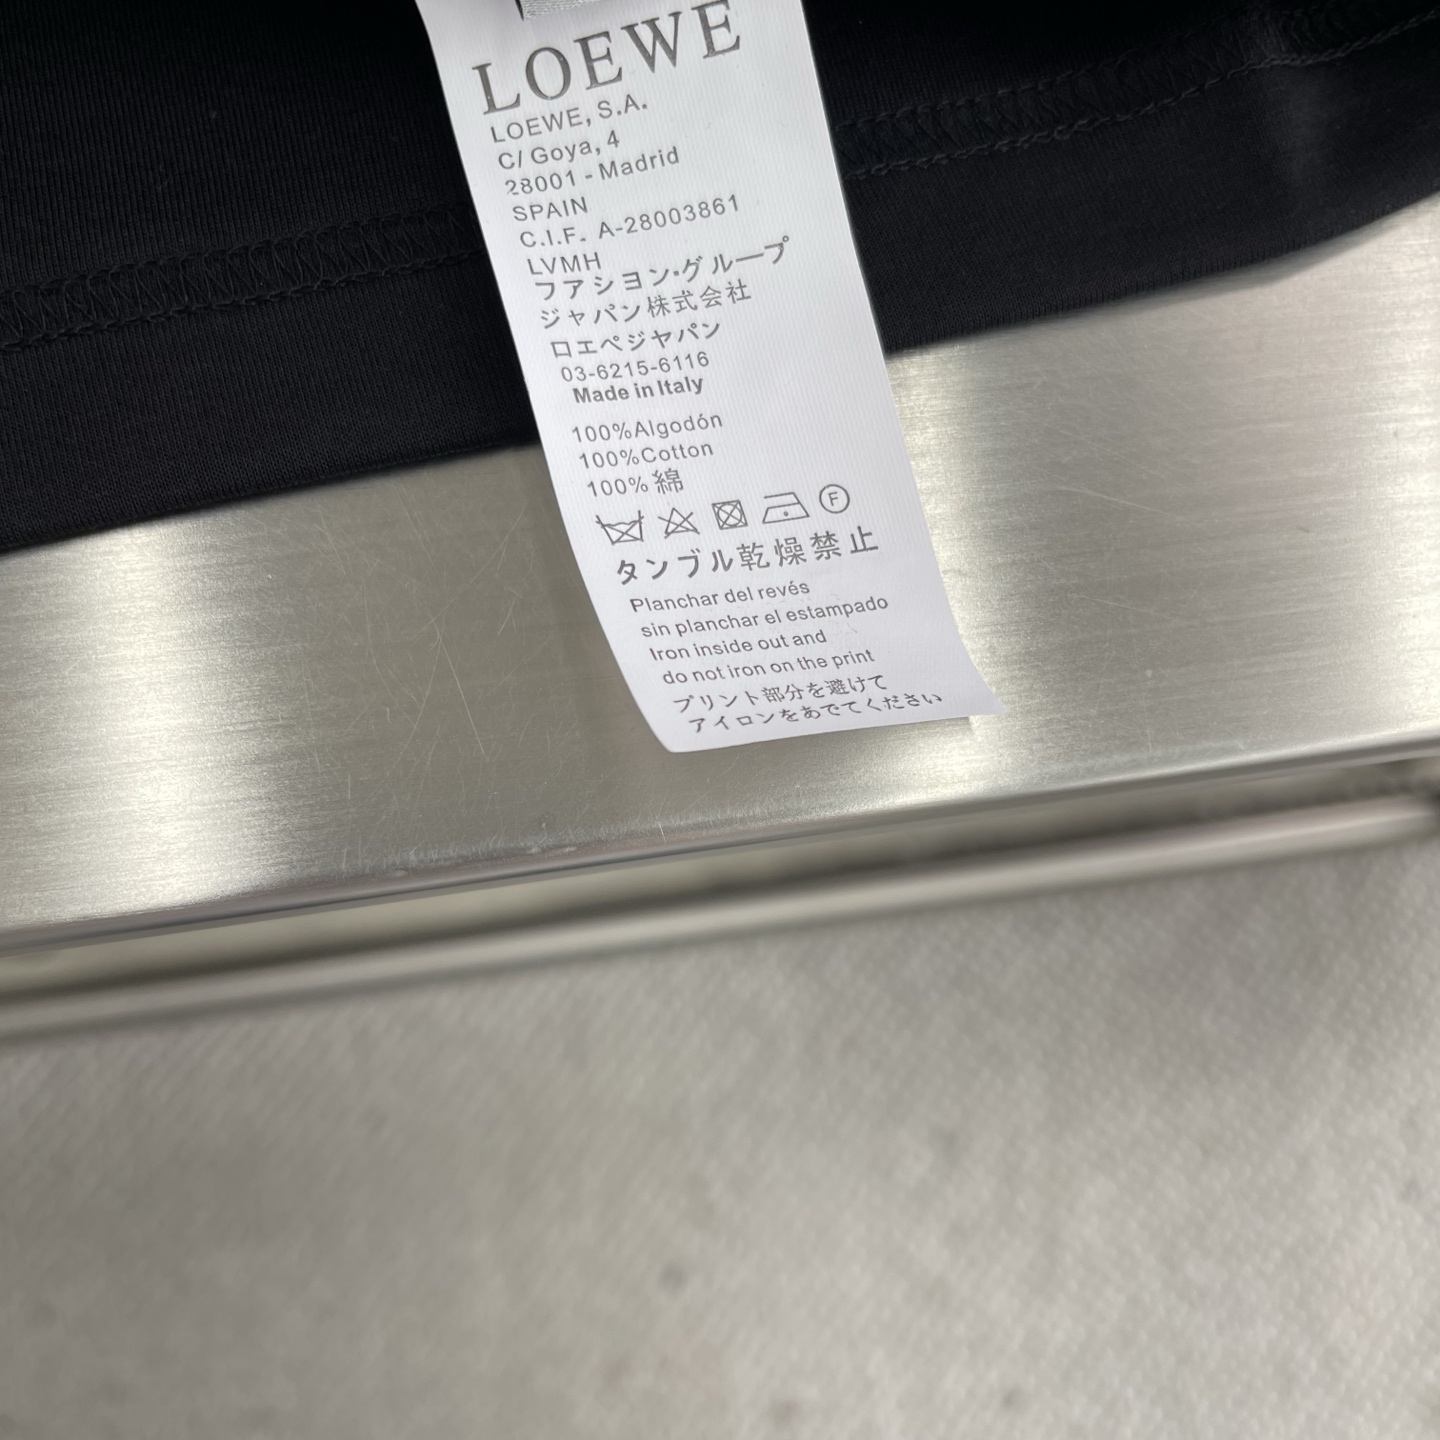 LOEWE
LOEWE, S.A.
C/ Goya, 4
28001 - Madrid
SPAIN
C.I.F. A-28003861
LVMH
フアシヨン・グループ
ジャパン株式会社
ロエペジヤパン
03-6215-6116
Made in Italy
100%Algodón
100%Cotton
100% 綿
F
タンブル乾燥禁止
Planchar del revés
sin planchar el estampado
Iron inside out and
do not iron on the print
プリント部分を避けて
アイロンをあでてください